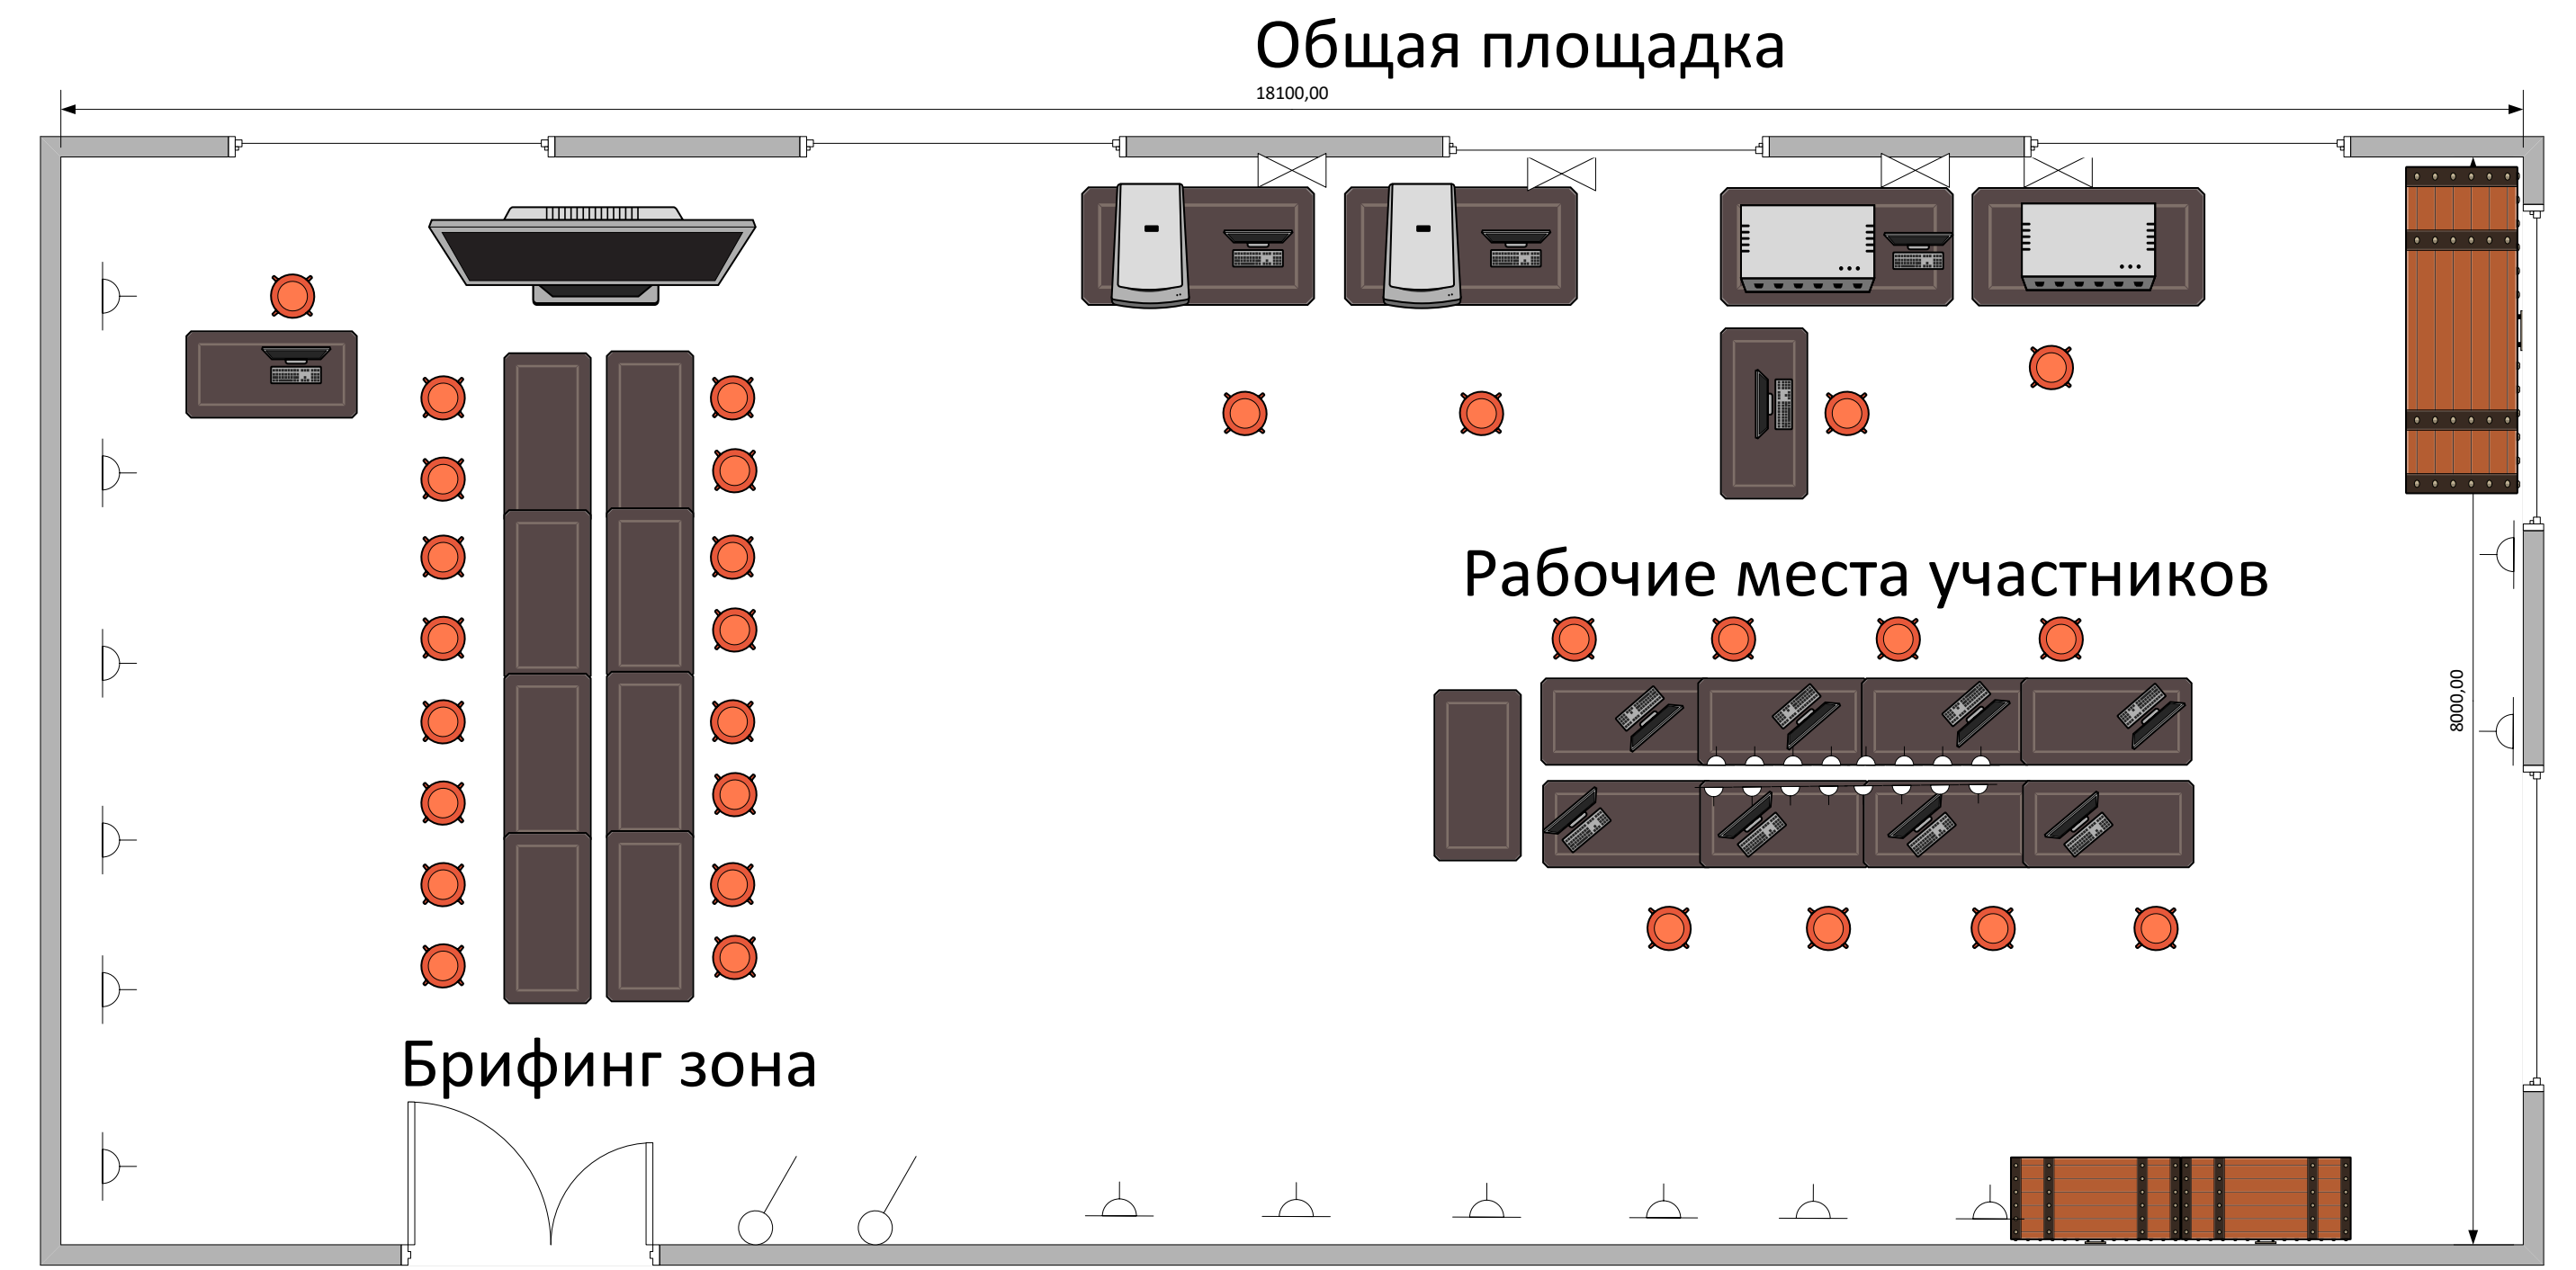 Общая площадка
18100,00
Рабочие места участников
8000,00
Брифинг зона